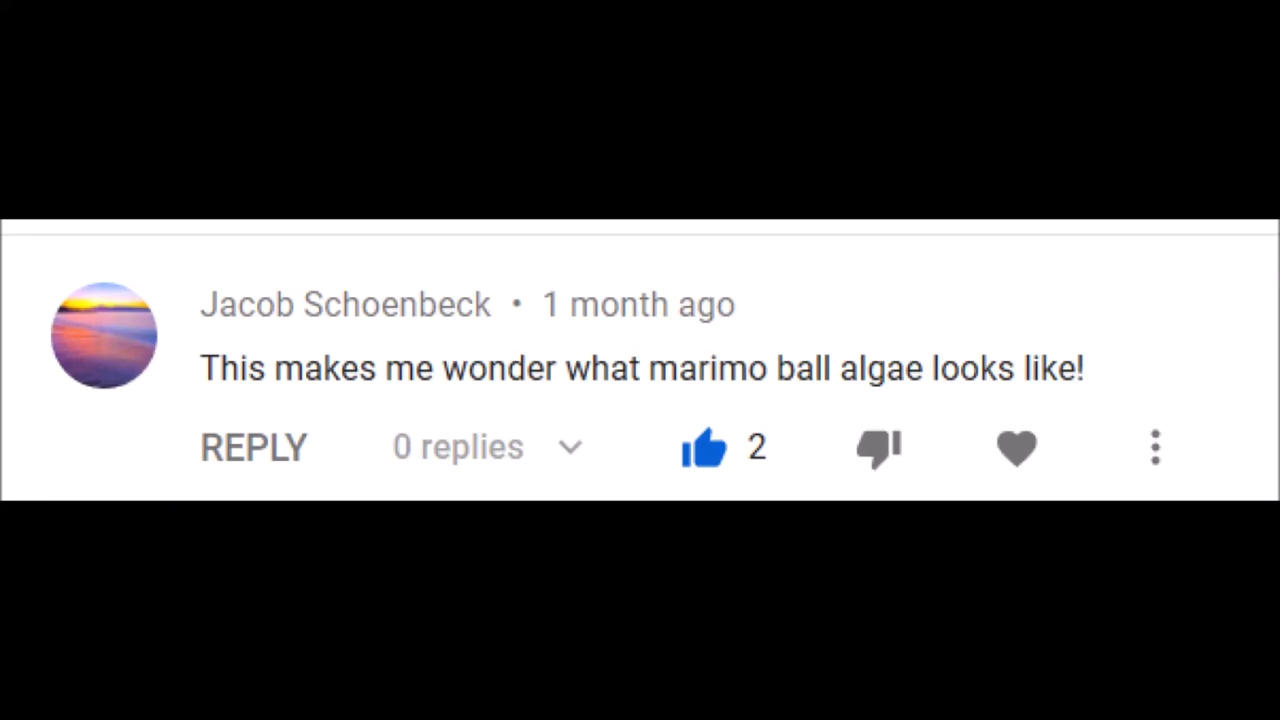 Jacob Schoenbeck • 1 month ago
This makes me wonder what marimo ball algae looks like!
REPLY 0 replies 2